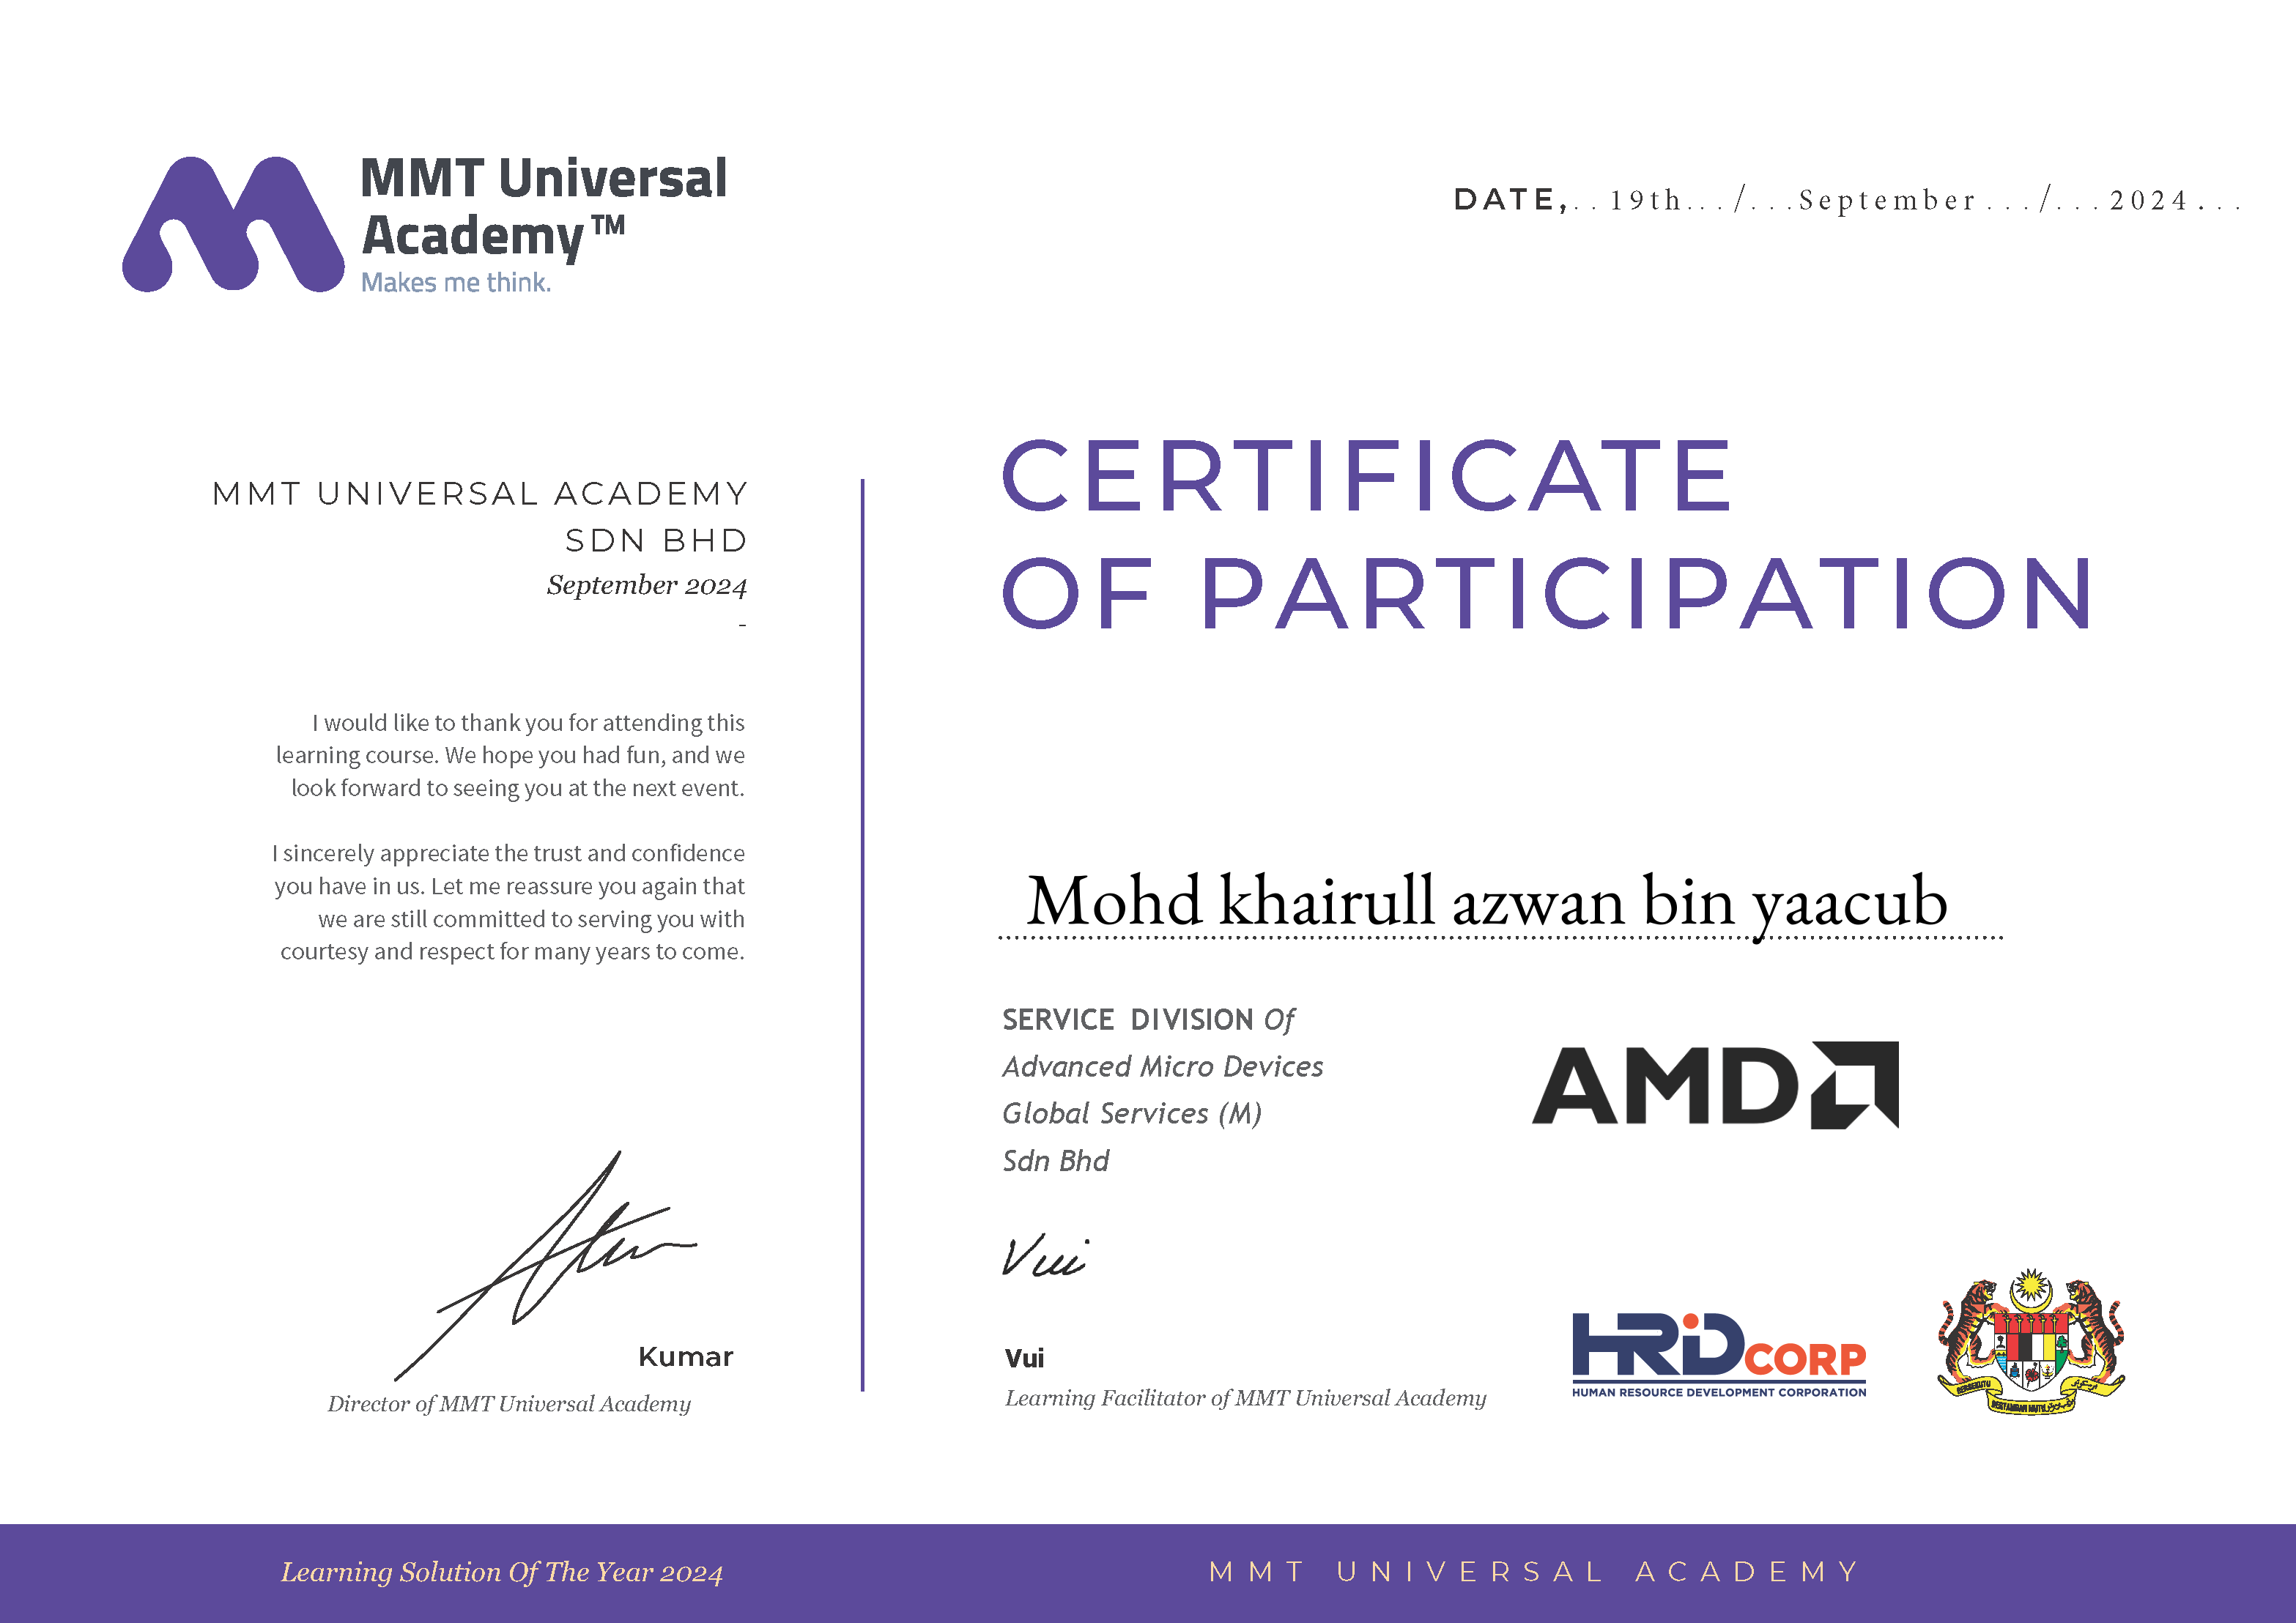 MMT Universal
Academy™
Makes me think.
DATE,. . 19th. . . / . . . September . . . / . . . 2024 . . .
MMT UNIVERSAL ACADEMY
SDN BHD
September 2024
-
I would like to thank you for attending this
learning course. We hope you had fun, and we
look forward to seeing you at the next event.
I sincerely appreciate the trust and confidence
you have in us. Let me reassure you again that
we are still committed to serving you with
courtesy and respect for many years to come.
Kumar
Director of MMT Universal Academy
CERTIFICATE
OF PARTICIPATION
Mohd khairull azwan bin yaacub
SERVICE DIVISION Of
Advanced Micro Devices
Global Services (M)
Sdn Bhd
AMD
Vui
Vui
Learning Facilitator of MMT Universal Academy
HRD CORP
HUMAN RESOURCE DEVELOPMENT CORPORATION
Learning Solution Of The Year 2024
MMT UNIVERSAL ACADEMY